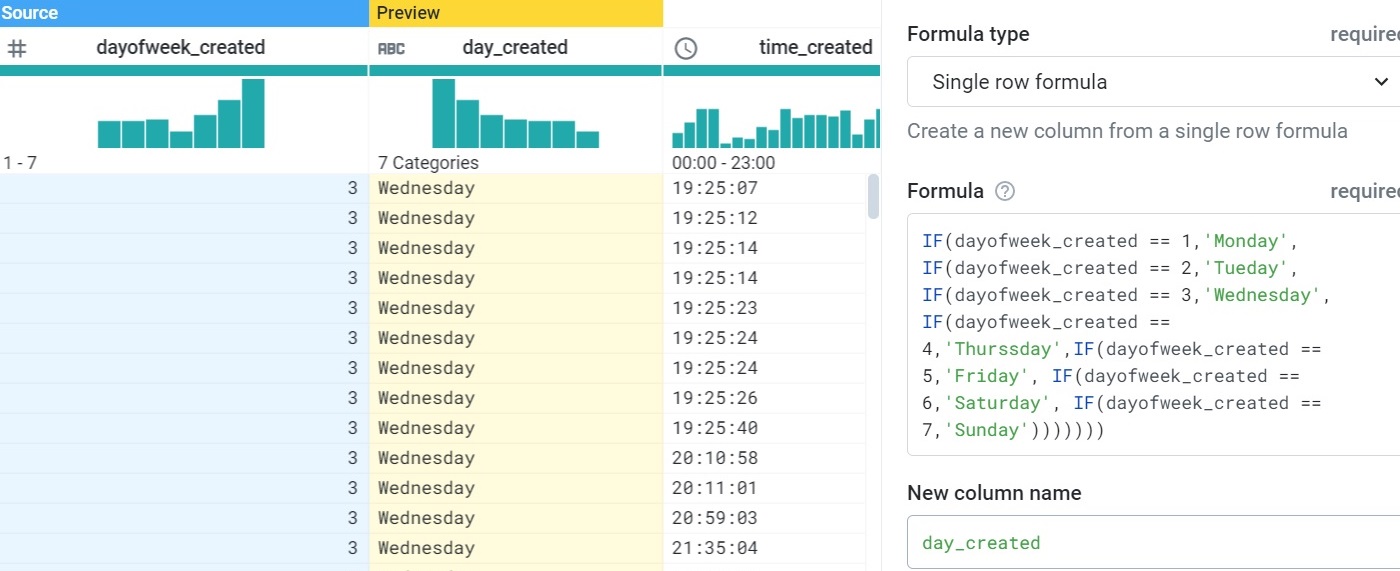 Source
Preview
dayofweek_created
ABC
day_created
time_created
1 - 7
7 Categories
00:00 - 23:00
3 Wednesday 19:25:07
3 Wednesday 19:25:12
3 Wednesday 19:25:14
3 Wednesday 19:25:14
3 Wednesday 19:25:23
3 Wednesday 19:25:24
3 Wednesday 19:25:24
3 Wednesday 19:25:26
3 Wednesday 19:25:40
3 Wednesday 20:10:58
3 Wednesday 20:11:01
3 Wednesday 20:59:03
3 Wednesday 21:35:04
Formula type
require
Single row formula
Create a new column from a single row formula
Formula
require
IF(dayofweek_created == 1,'Monday',
IF(dayofweek_created == 2,'Tueday',
IF(dayofweek_created == 3,'Wednesday',
IF(dayofweek_created ==
4,'Thurssday',IF(dayofweek_created ==
5,'Friday', IF(dayofweek_created ==
6,'Saturday', IF(dayofweek_created ==
7,'Sunday')))))))
New column name
day_created